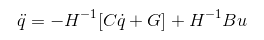 q̈ = −H⁻¹[Cq̇ + G] + H⁻¹Bu